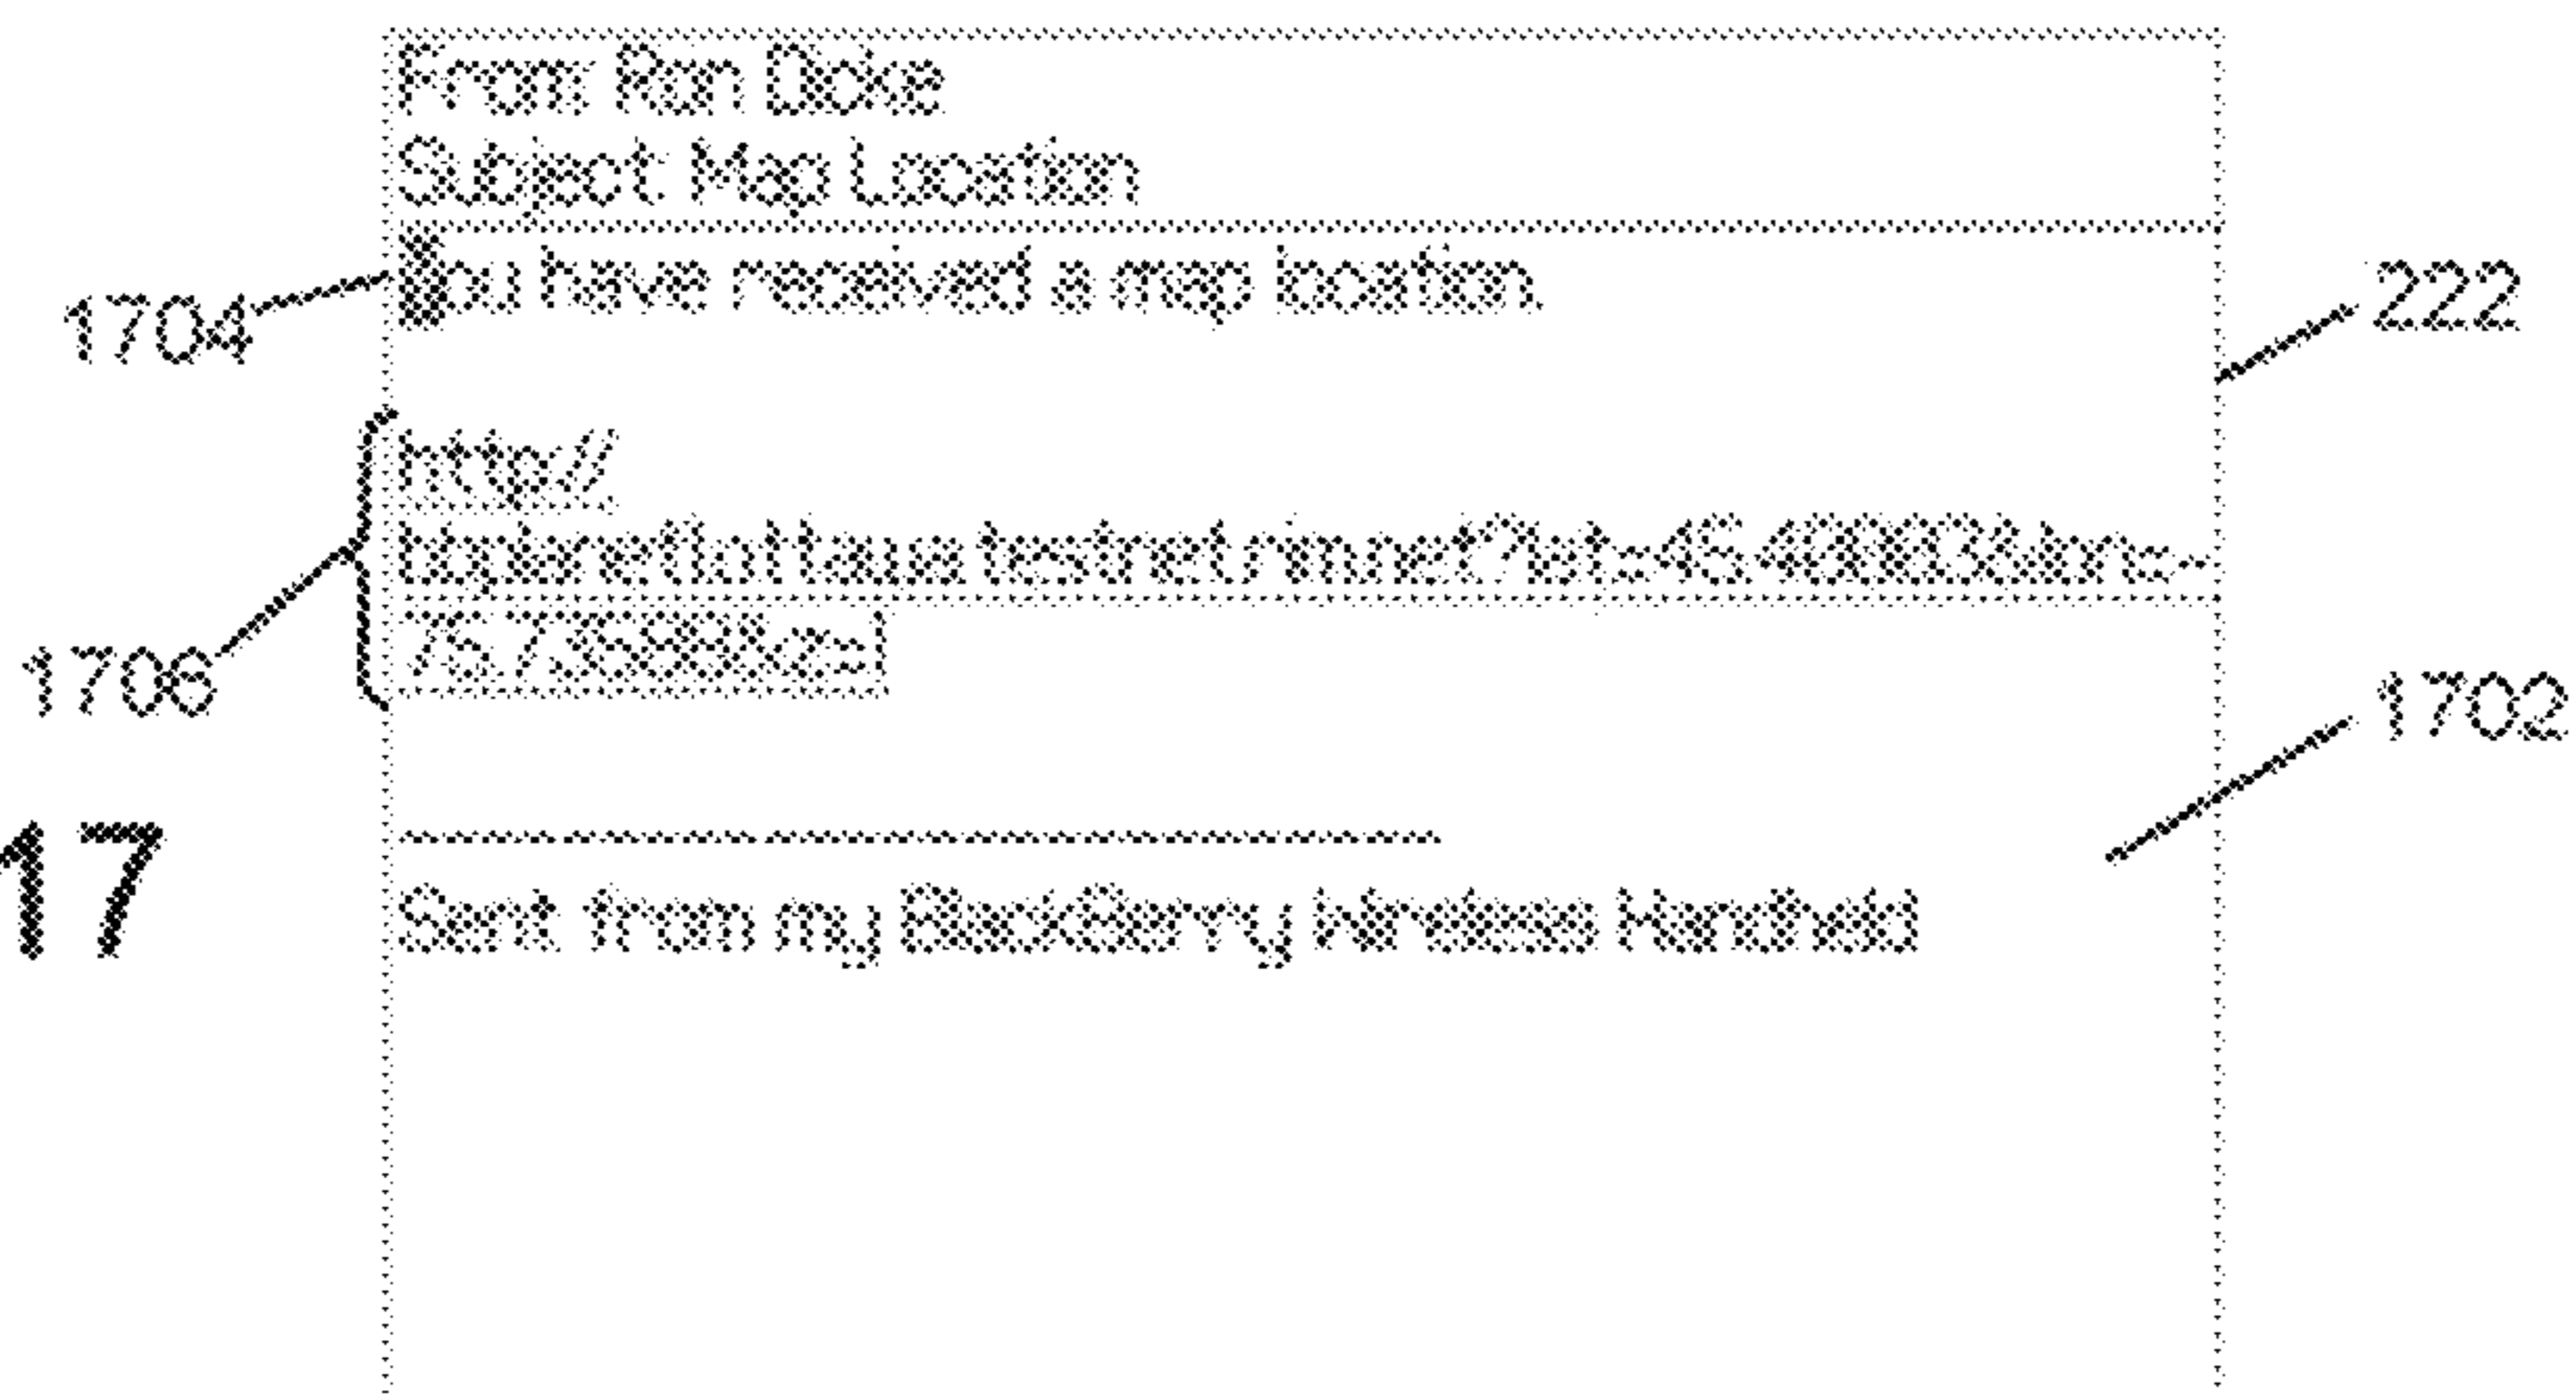 From: Ron Dicke
Subject: Map Location
You have received a map location.
1704
222
http://
1706
1702
17
Sent from my BlackBerry Wireless Handheld